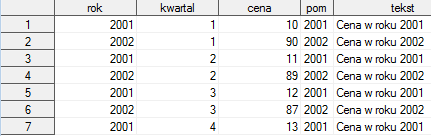 rok kwartal cena pom tekst
1 2001 1 10 2001 Cena w roku 2001
2 2002 1 90 2002 Cena w roku 2002
3 2001 2 11 2001 Cena w roku 2001
4 2002 2 89 2002 Cena w roku 2002
5 2001 3 12 2001 Cena w roku 2001
6 2002 3 87 2002 Cena w roku 2002
7 2001 4 13 2001 Cena w roku 2001